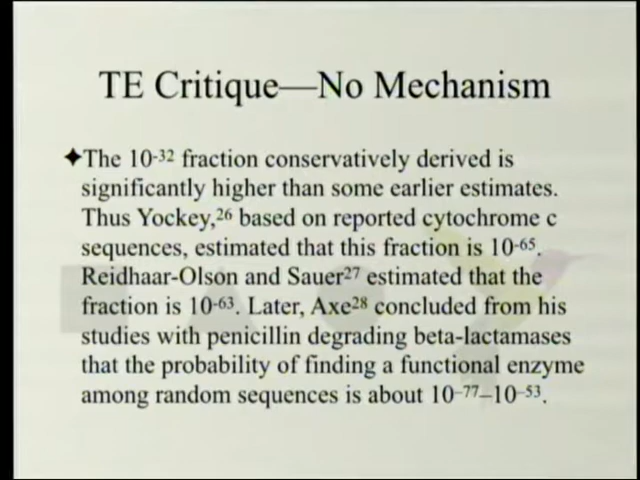 TE Critique—No Mechanism
✦The 10-32 fraction conservatively derived is
significantly higher than some earlier estimates.
Thus Yockey,26 based on reported cytochrome c
sequences, estimated that this fraction is 10-65.
Reidhaar-Olson and Sauer27 estimated that the
fraction is 10-63. Later, Axe28 concluded from his
studies with penicillin degrading beta-lactamases
that the probability of finding a functional enzyme
among random sequences is about 10–77–10–53.